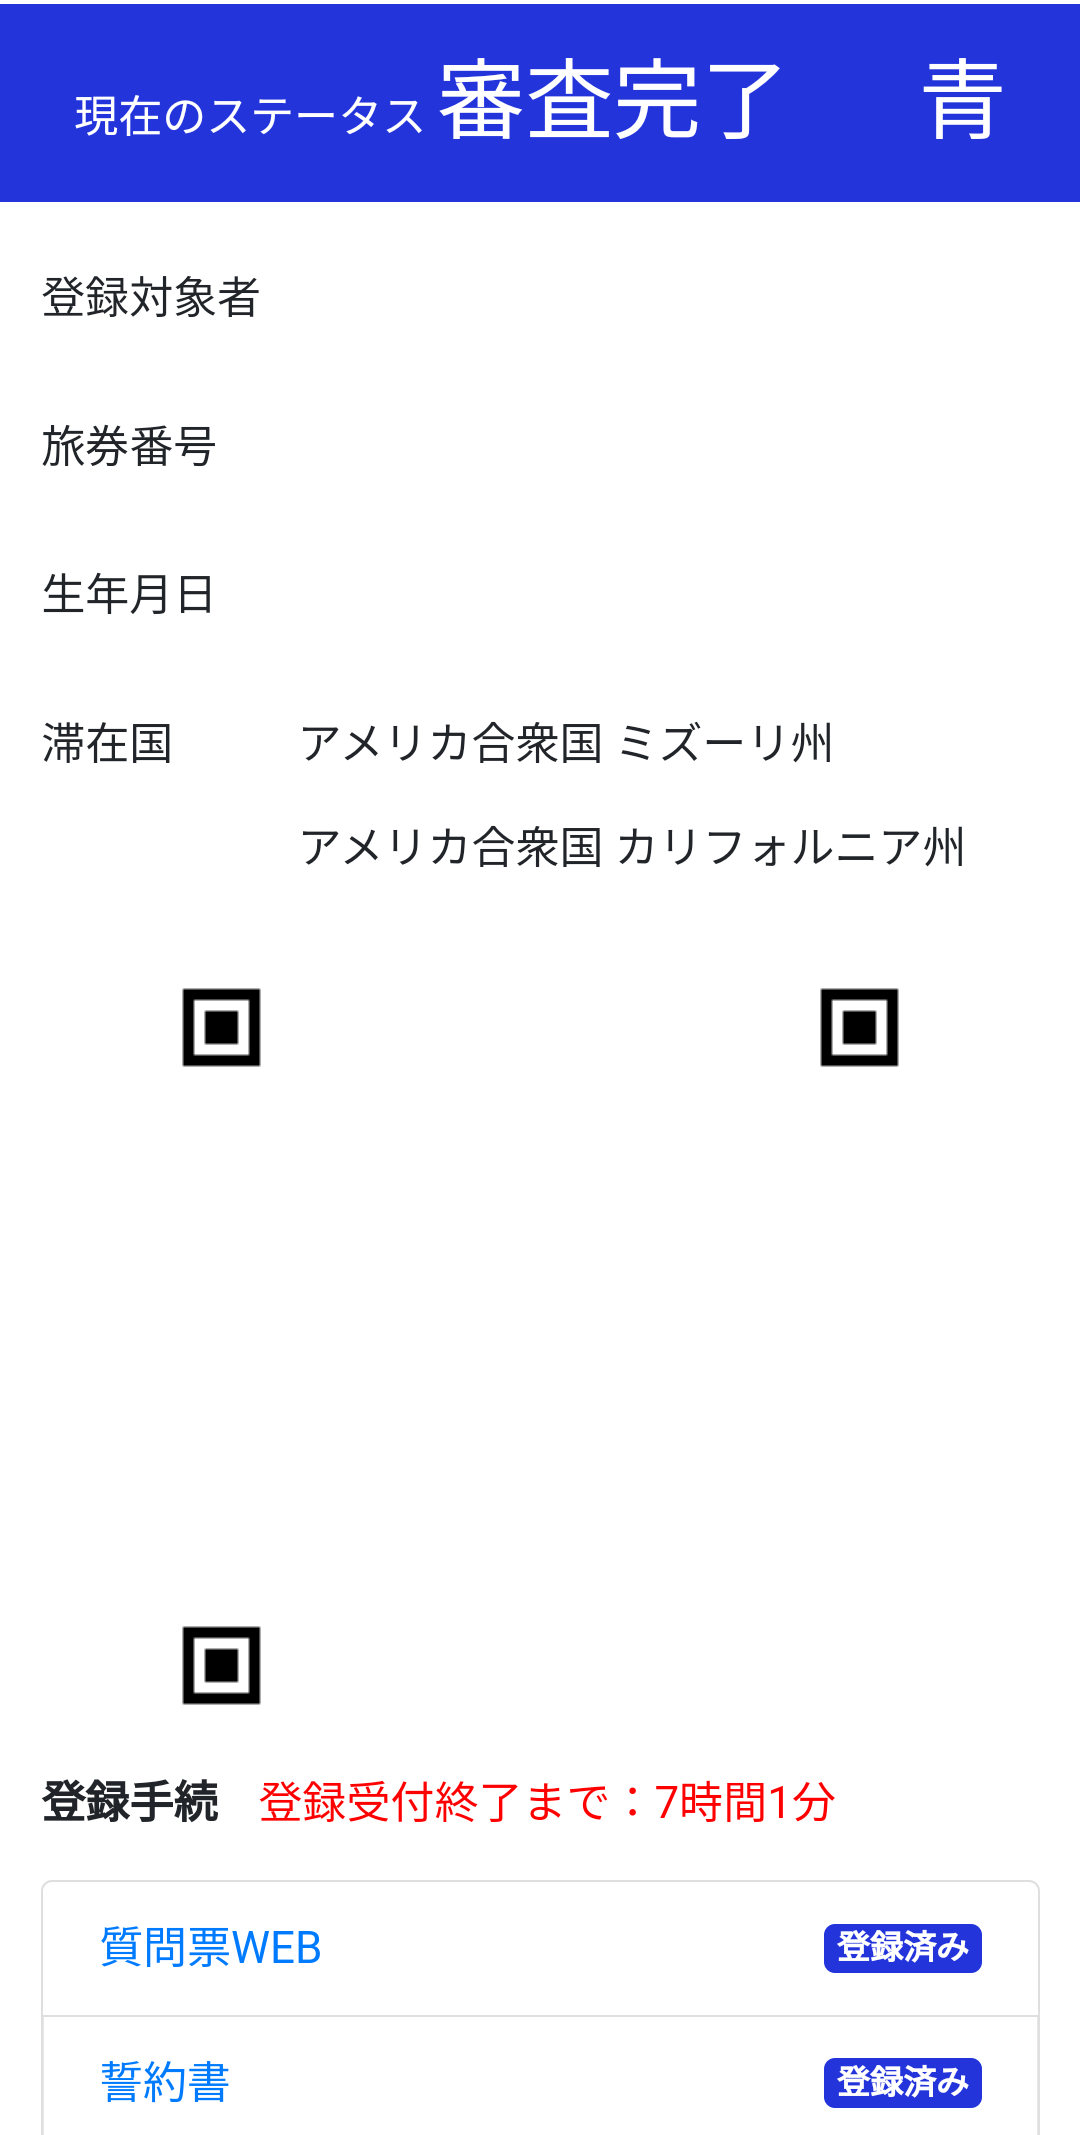 現在のステータス 審査完了 青
登録対象者
旅券番号
生年月日
滞在国 アメリカ合衆国 ミズーリ州
アメリカ合衆国 カリフォルニア州
登録手続 登録受付終了まで：7時間1分
質問票WEB 登録済み
誓約書 登録済み